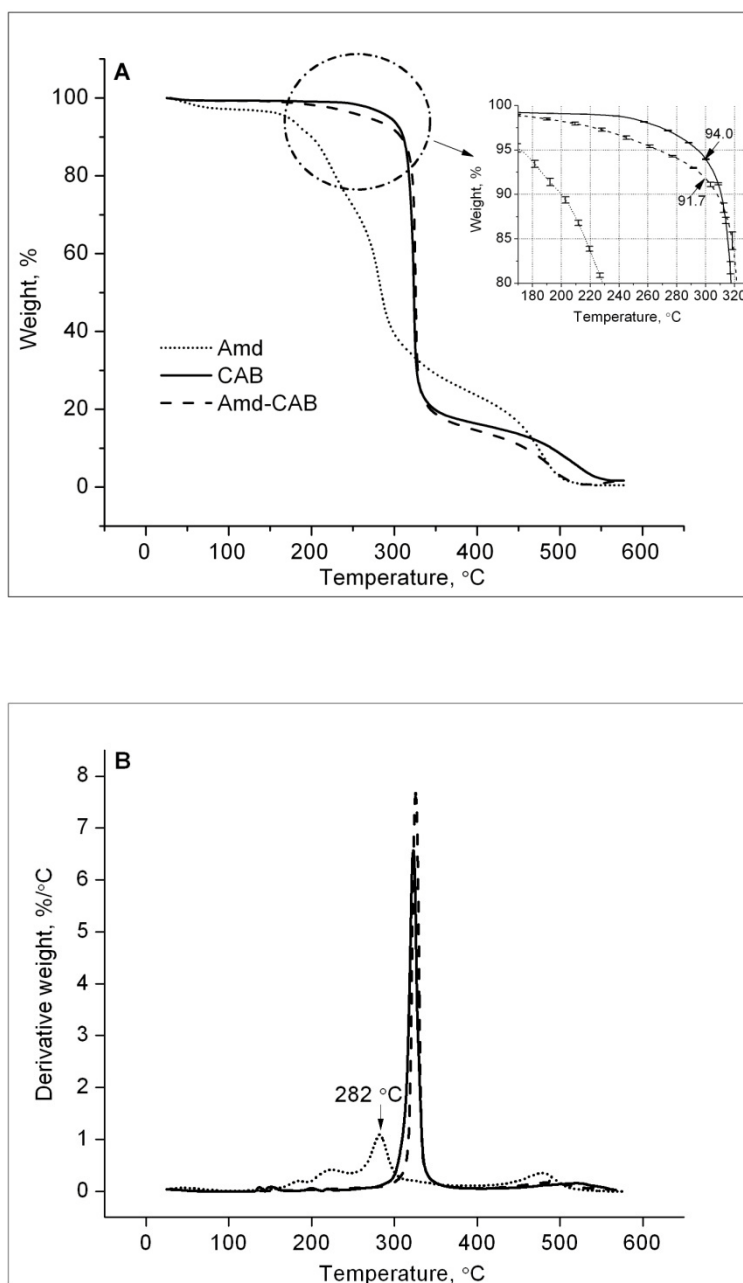 A
100
80
60
40
20
0
Weight, %
Amd
CAB
Amd-CAB
0 100 200 300 400 500 600
Temperature, °C
100
95
90
85
80
Weight, %
94.0
91.7
180 200 220 240 260 280 300 320
Temperature, °C
B
8
7
6
5
4
3
2
1
0
Derivative weight, %/°C
282 °C
0 100 200 300 400 500 600
Temperature, °C